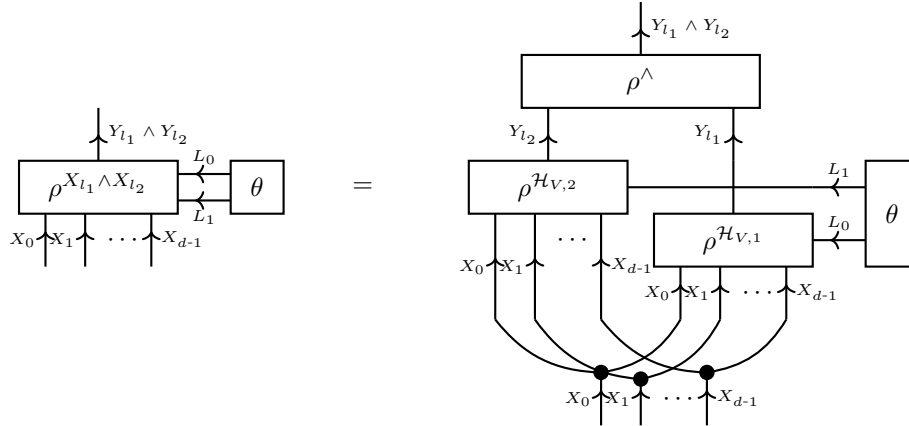 Y_{l_1} ∧ Y_{l_2}
ρ^∧
Y_{l_1} ∧ Y_{l_2}
Y_{l_2} Y_{l_1}
L_0 L_1
ρ^{X_{l_1} ∧ X_{l_2}} θ = ρ^{\mathcal{H}_{V,2}} θ
L_1 L_0
X_0 X_1 ... X_{d-1} ... ρ^{\mathcal{H}_{V,1}}
X_0 X_1 X_{d-1} X_0 X_1 ... X_{d-1}
X_0 X_1 ... X_{d-1}